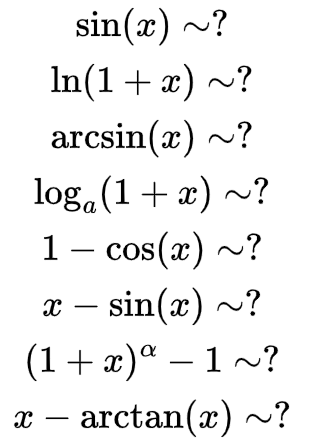 sin(x) ∼?
ln(1 + x) ∼?
arcsin(x) ∼?
logₐ(1 + x) ∼?
1 − cos(x) ∼?
x − sin(x) ∼?
(1 + x)ᵅ − 1 ∼?
x − arctan(x) ∼?